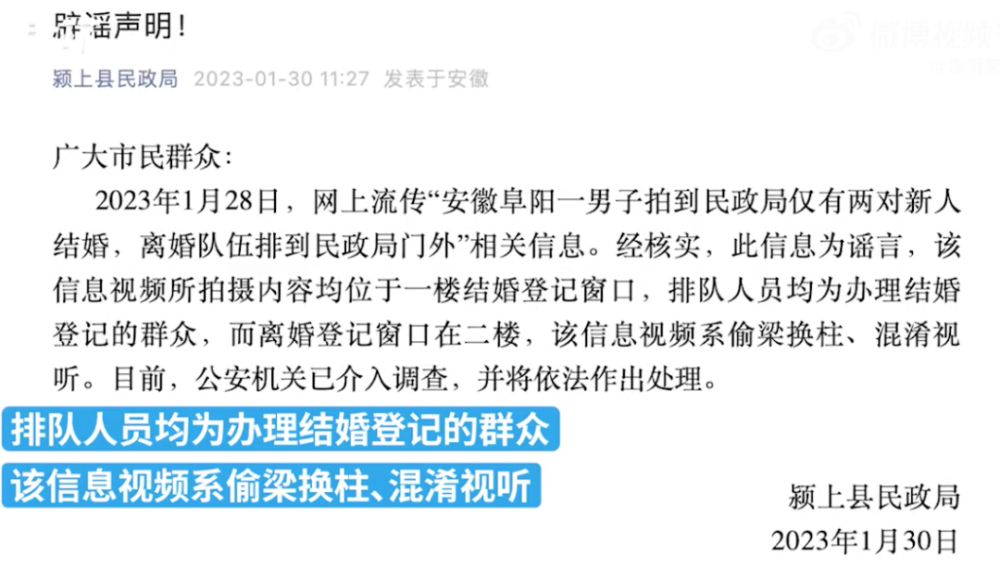 辟谣声明！
微博视频
颍上县民政局 2023-01-30 11:27 发表于安徽
广大市民群众：
2023年1月28日，网上流传“安徽阜阳一男子拍到民政局仅有两对新人
结婚，离婚队伍排到民政局门外”相关信息。经核实，此信息为谣言，该
信息视频所拍摄内容均位于一楼结婚登记窗口，排队人员均为办理结婚
登记的群众，而离婚登记窗口在二楼，该信息视频系偷梁换柱、混淆视
听。目前，公安机关已介入调查，并将依法作出处理。
排队人员均为办理结婚登记的群众
该信息视频系偷梁换柱、混淆视听
颍上县民政局
2023年1月30日